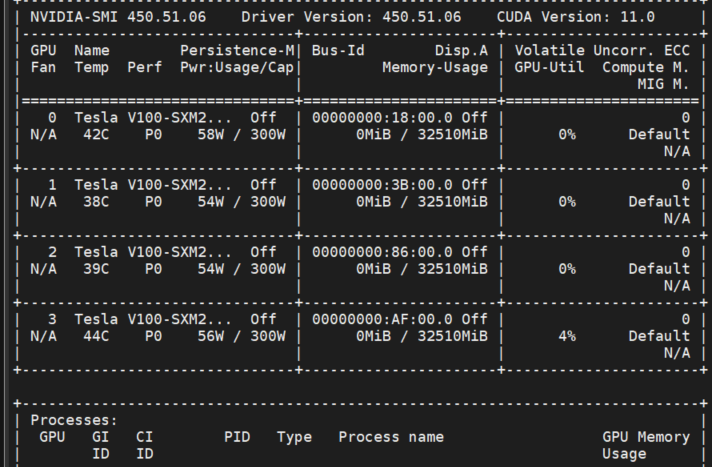 NVIDIA-SMI 450.51.06    Driver Version: 450.51.06    CUDA Version: 11.0
GPU  Name        Persistence-M| Bus-Id        Disp.A | Volatile Uncorr. ECC
Fan  Temp  Perf  Pwr:Usage/Cap|         Memory-Usage | GPU-Util  Compute M.
MIG M.
0  Tesla V100-SXM2...  Off  | 00000000:18:00.0 Off |                    0
N/A   42C    P0    58W / 300W |      0MiB / 32510MiB |      0%      Default
N/A
1  Tesla V100-SXM2...  Off  | 00000000:3B:00.0 Off |                    0
N/A   38C    P0    54W / 300W |      0MiB / 32510MiB |      0%      Default
N/A
2  Tesla V100-SXM2...  Off  | 00000000:86:00.0 Off |                    0
N/A   39C    P0    54W / 300W |      0MiB / 32510MiB |      0%      Default
N/A
3  Tesla V100-SXM2...  Off  | 00000000:AF:00.0 Off |                    0
N/A   44C    P0    56W / 300W |      0MiB / 32510MiB |      4%      Default
N/A
Processes:
GPU   GI   CI        PID   Type   Process name                  GPU Memory
ID   ID                                                   Usage